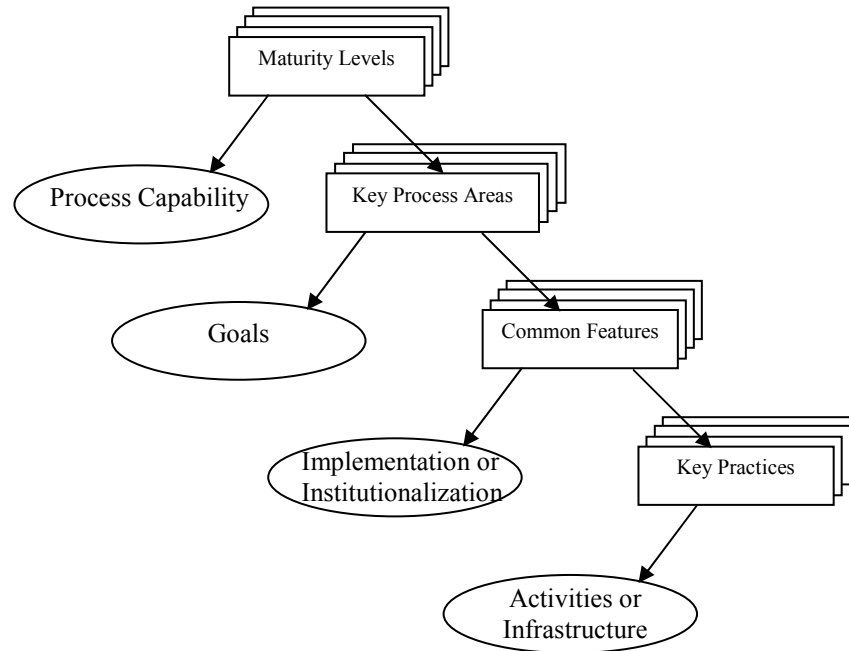 Maturity Levels
Process Capability
Key Process Areas
Goals
Common Features
Implementation or
Institutionalization
Key Practices
Activities or
Infrastructure